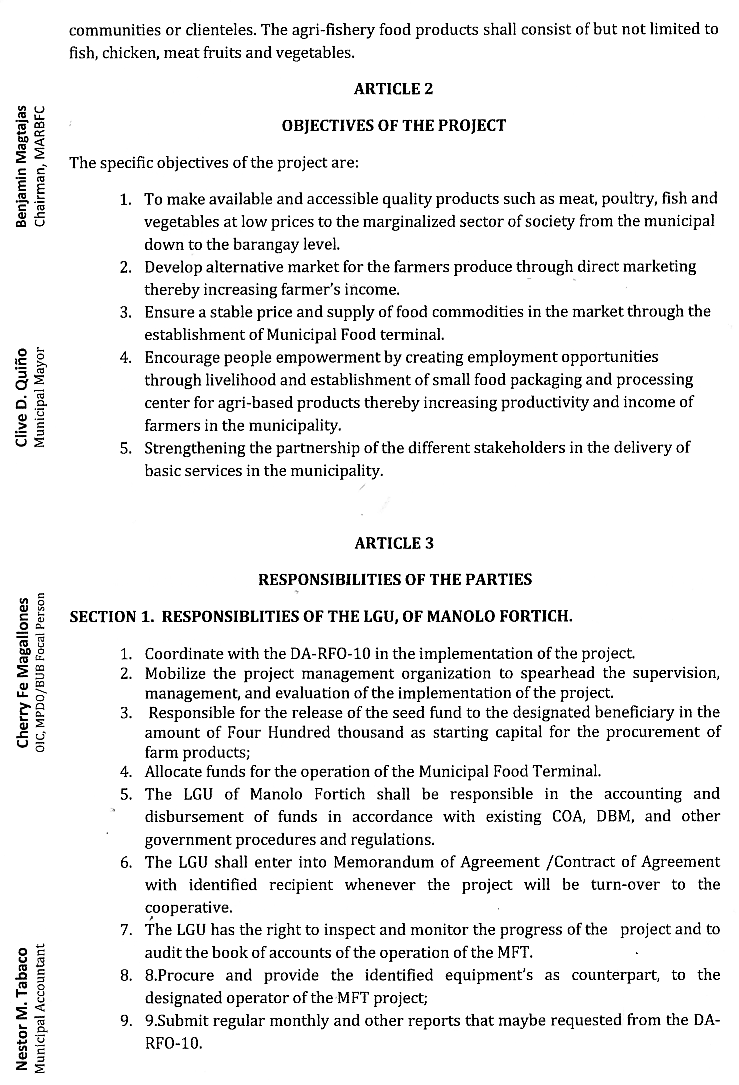 communities or clienteles. The agri-fishery food products shall consist of but not limited to
fish, chicken, meat fruits and vegetables.
ARTICLE 2
OBJECTIVES OF THE PROJECT
The specific objectives of the project are:
1. To make available and accessible quality products such as meat, poultry, fish and
vegetables at low prices to the marginalized sector of society from the municipal
down to the barangay level.
2. Develop alternative market for the farmers produce through direct marketing
thereby increasing farmer's income.
3. Ensure a stable price and supply of food commodities in the market through the
establishment of Municipal Food terminal.
4. Encourage people empowerment by creating employment opportunities
through livelihood and establishment of small food packaging and processing
center for agri-based products thereby increasing productivity and income of
farmers in the municipality.
5. Strengthening the partnership of the different stakeholders in the delivery of
basic services in the municipality.
ARTICLE 3
RESPONSIBILITIES OF THE PARTIES
SECTION 1. RESPONSIBLITIES OF THE LGU, OF MANOLO FORTICH.
1. Coordinate with the DA-RFO-10 in the implementation of the project.
2. Mobilize the project management organization to spearhead the supervision,
management, and evaluation of the implementation of the project.
3. Responsible for the release of the seed fund to the designated beneficiary in the
amount of Four Hundred thousand as starting capital for the procurement of
farm products;
4. Allocate funds for the operation of the Municipal Food Terminal.
5. The LGU of Manolo Fortich shall be responsible in the accounting and
disbursement of funds in accordance with existing COA, DBM, and other
government procedures and regulations.
6. The LGU shall enter into Memorandum of Agreement /Contract of Agreement
with identified recipient whenever the project will be turn-over to the
cooperative.
7. The LGU has the right to inspect and monitor the progress of the project and to
audit the book of accounts of the operation of the MFT.
8. 8.Procure and provide the identified equipment's as counterpart, to the
designated operator of the MFT project;
9. 9.Submit regular monthly and other reports that maybe requested from the DA-
RFO-10.
Benjamin Magtajas
Chairman, MARBFC
Clive D. Quiño
Municipal Mayor
Cherry Fe Magallones
OIC, MPDO/BUB Focal Person
Nestor M. Tabaco
Municipal Accountant